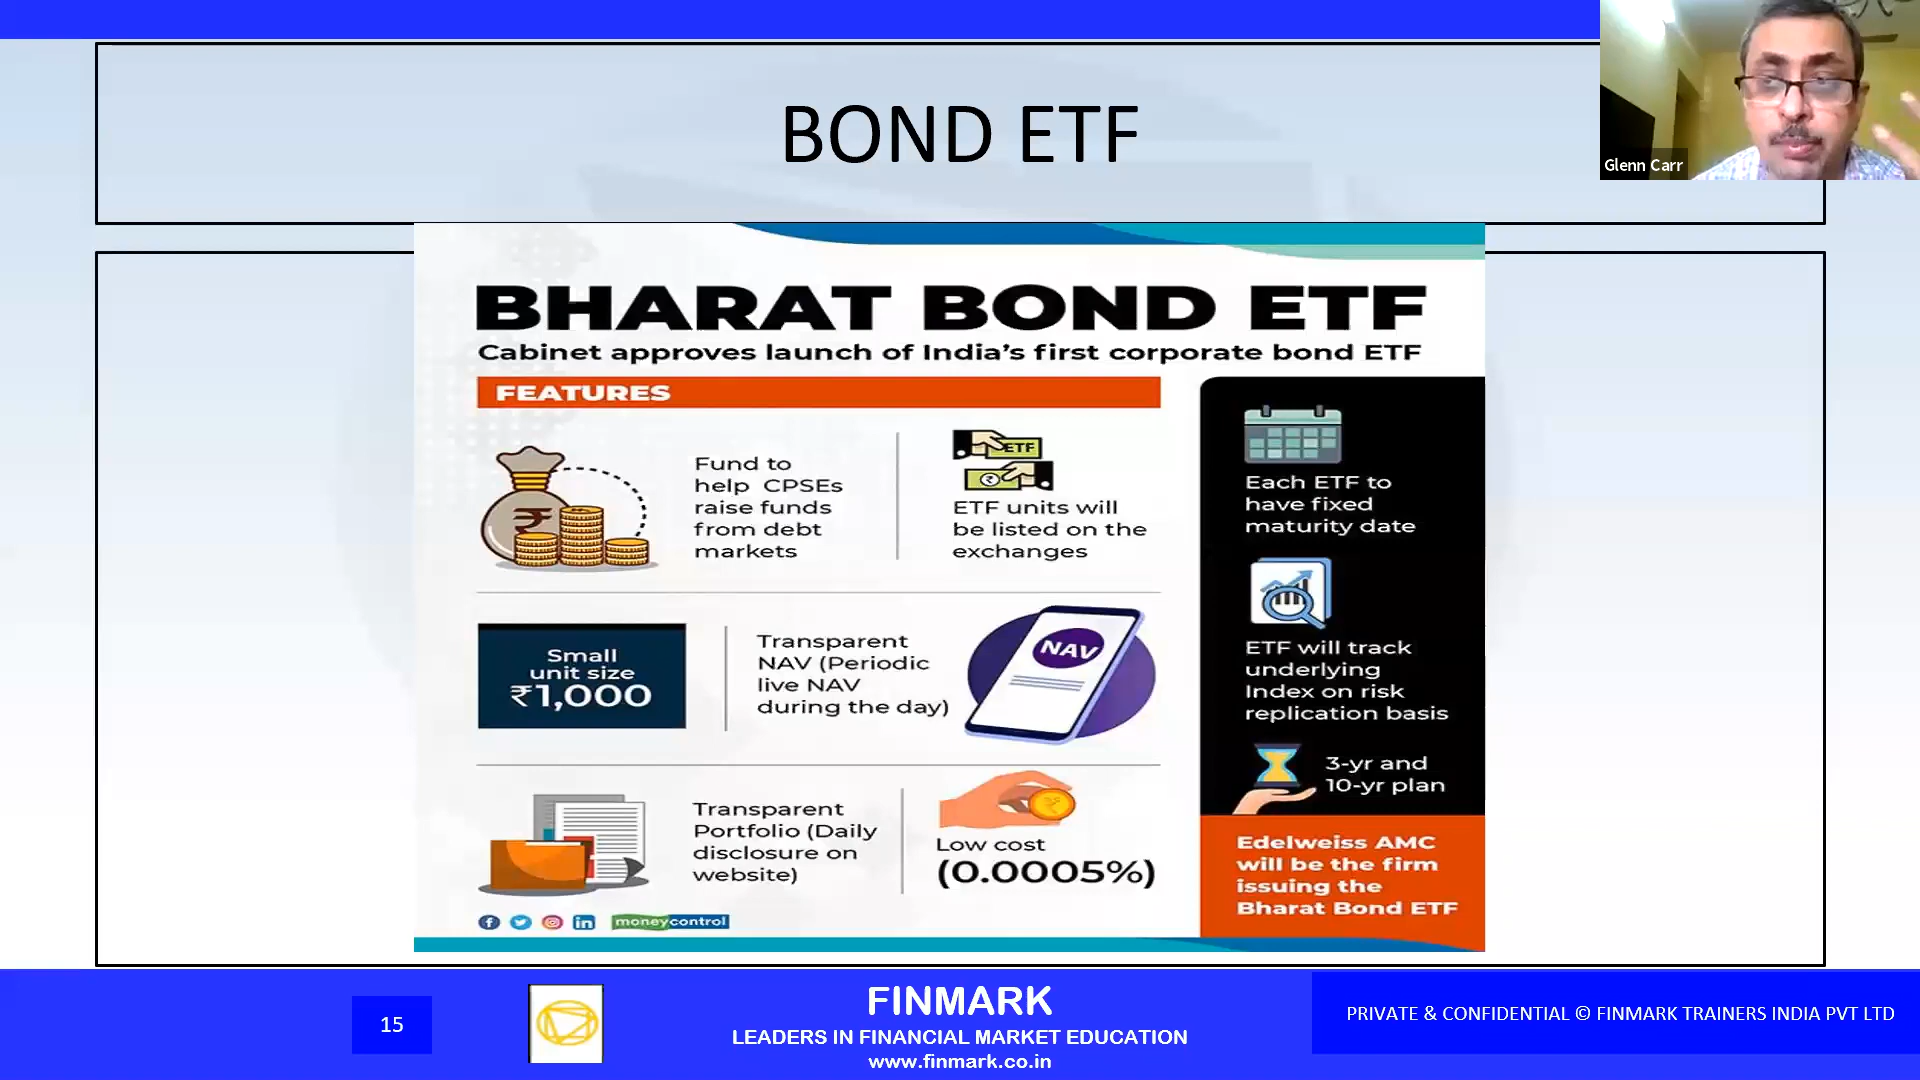 BOND ETF
Glenn Carr
BHARAT BOND ETF
Cabinet approves launch of India's first corporate bond ETF
FEATURES
Fund to
help CPSEs
raise funds
from debt
markets
ETF
ETF units will
be listed on the
exchanges
Small
unit size
₹1,000
Transparent
NAV (Periodic
live NAV
during the day)
NAV
Transparent
Portfolio (Daily
disclosure on
website)
Low cost
(0.0005%)
moneycontrol
Each ETF to
have fixed
maturity date
ETF will track
underlying
Index on risk
replication basis
3-yr and
10-yr plan
Edelweiss AMC
will be the firm
issuing the
Bharat Bond ETF
15
FINMARK
LEADERS IN FINANCIAL MARKET EDUCATION
www.finmark.co.in
PRIVATE & CONFIDENTIAL © FINMARK TRAINERS INDIA PVT LTD